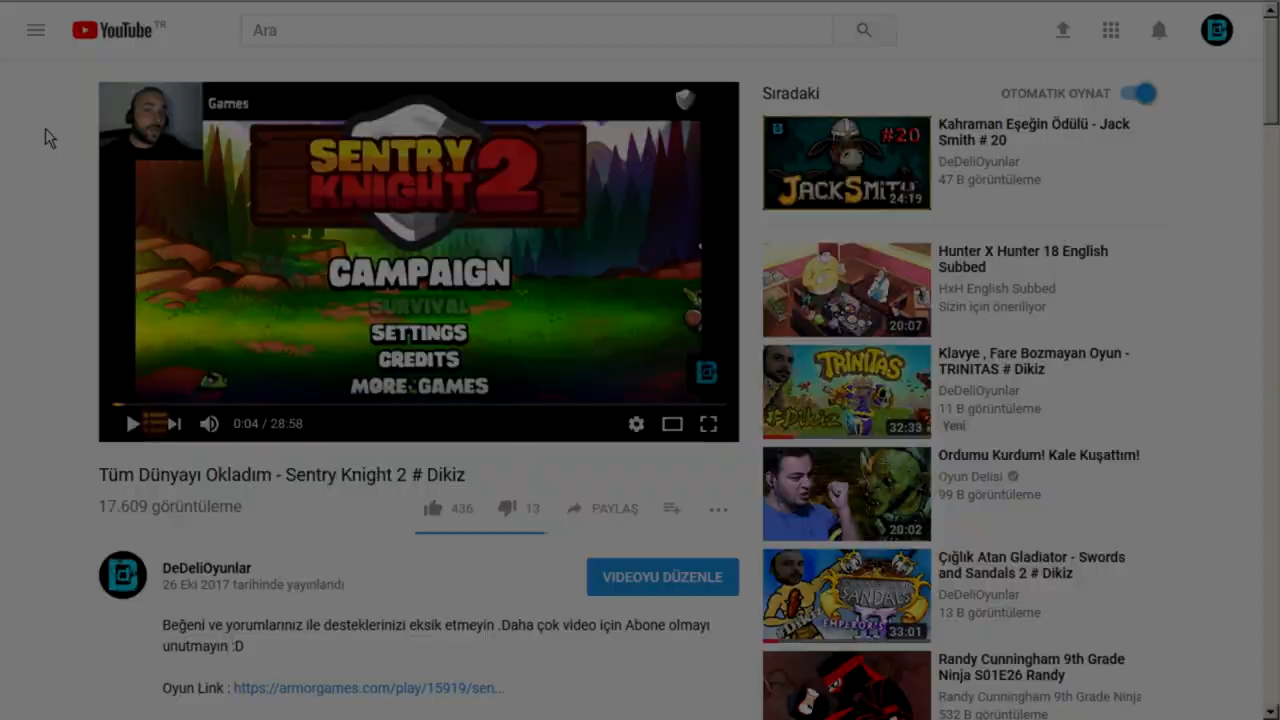 YouTube TR
Ara
Games
SENTRY
KNIGHT 2
CAMPAIGN
SURVIVAL
SETTINGS
CREDITS
MORE GAMES
0:04 / 28:58
Tüm Dünyayı Okladım - Sentry Knight 2 # Dikiz
17.609 görüntüleme
436
13
PAYLAŞ
DeDeliOyunlar
26 Eki 2017 tarihinde yayınlandı
VIDEOYU DÜZENLE
Beğeni ve yorumlarınız ile desteklerinizi eksik etmeyin .Daha çok video için Abone olmayı
unutmayın :D
Oyun Link : https://armorgames.com/play/15919/sen...
Sıradaki
OTOMATIK OYNAT
#20
JACKSMITH
24:19
Kahraman Eşeğin Ödülü - Jack
Smith # 20
DeDeliOyunlar
47 B görüntüleme
20:07
Hunter X Hunter 18 English
Subbed
HxH English Subbed
Sizin için öneriliyor
TRINITAS
#Dikiz
32:33
Klavye , Fare Bozmayan Oyun -
TRINITAS # Dikiz
DeDeliOyunlar
11 B görüntüleme
Yeni
20:02
Ordumu Kurdum! Kale Kuşattım!
Oyun Delisi
99 B görüntüleme
SANDALS
EMPEROR'S
33:01
Çığlık Atan Gladiator - Swords
and Sandals 2 # Dikiz
DeDeliOyunlar
13 B görüntüleme
Randy Cunningham 9th Grade
Ninja S01E26 Randy
Randy Cunningham 9th Grade Ninja
532 B görüntüleme